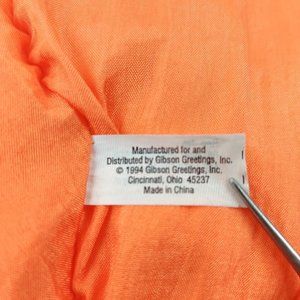 Manufactured for and
Distributed by Gibson Greetings, Inc.
© 1994 Gibson Greetings, Inc.
Cincinnati, Ohio 45237
Made in China